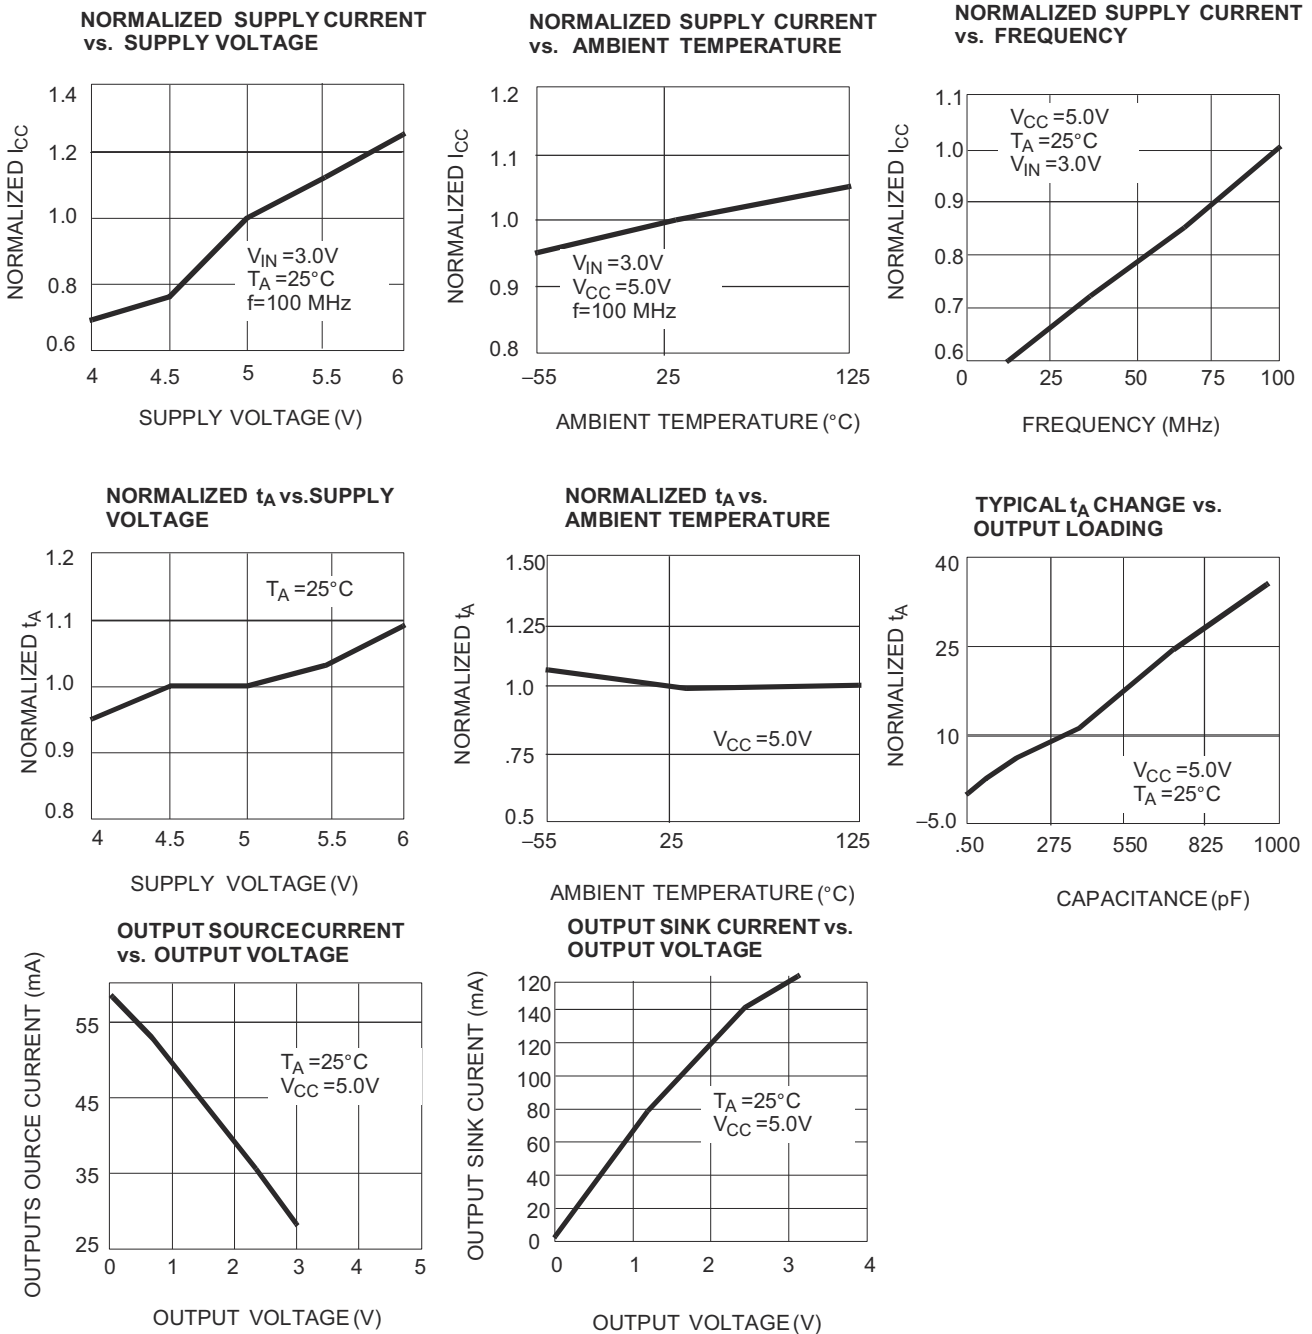 NORMALIZED SUPPLY CURRENT
vs. SUPPLY VOLTAGE
1.4
1.2
1.0
0.8
0.6
NORMALIZED ICC
VIN =3.0V
TA =25°C
f=100 MHz
4 4.5 5 5.5 6
SUPPLY VOLTAGE (V)
NORMALIZED SUPPLY CURRENT
vs. AMBIENT TEMPERATURE
1.2
1.1
1.0
0.9
0.8
NORMALIZED ICC
VIN =3.0V
VCC =5.0V
f=100 MHz
–55 25 125
AMBIENT TEMPERATURE (°C)
NORMALIZED SUPPLY CURRENT
vs. FREQUENCY
1.1
1.0
0.9
0.8
0.7
0.6
NORMALIZED ICC
VCC =5.0V
TA =25°C
VIN =3.0V
0 25 50 75 100
FREQUENCY (MHz)
NORMALIZED tA vs.SUPPLY
VOLTAGE
1.2
1.1
1.0
0.9
0.8
NORMALIZED tA
TA =25°C
4 4.5 5 5.5 6
SUPPLY VOLTAGE (V)
NORMALIZED tA vs.
AMBIENT TEMPERATURE
1.50
1.25
1.0
.75
0.5
NORMALIZED tA
VCC =5.0V
–55 25 125
AMBIENT TEMPERATURE (°C)
TYPICAL tA CHANGE vs.
OUTPUT LOADING
40
25
10
–5.0
NORMALIZED tA
VCC =5.0V
TA =25°C
.50 275 550 825 1000
CAPACITANCE (pF)
OUTPUT SOURCE CURRENT
vs. OUTPUT VOLTAGE
55
45
35
25
OUTPUTS OURCE CURRENT (mA)
TA =25°C
VCC =5.0V
0 1 2 3 4 5
OUTPUT VOLTAGE (V)
OUTPUT SINK CURRENT vs.
OUTPUT VOLTAGE
120
140
120
100
80
60
40
20
0
OUTPUT SINK CURENT (mA)
TA =25°C
VCC =5.0V
0 1 2 3 4
OUTPUT VOLTAGE (V)